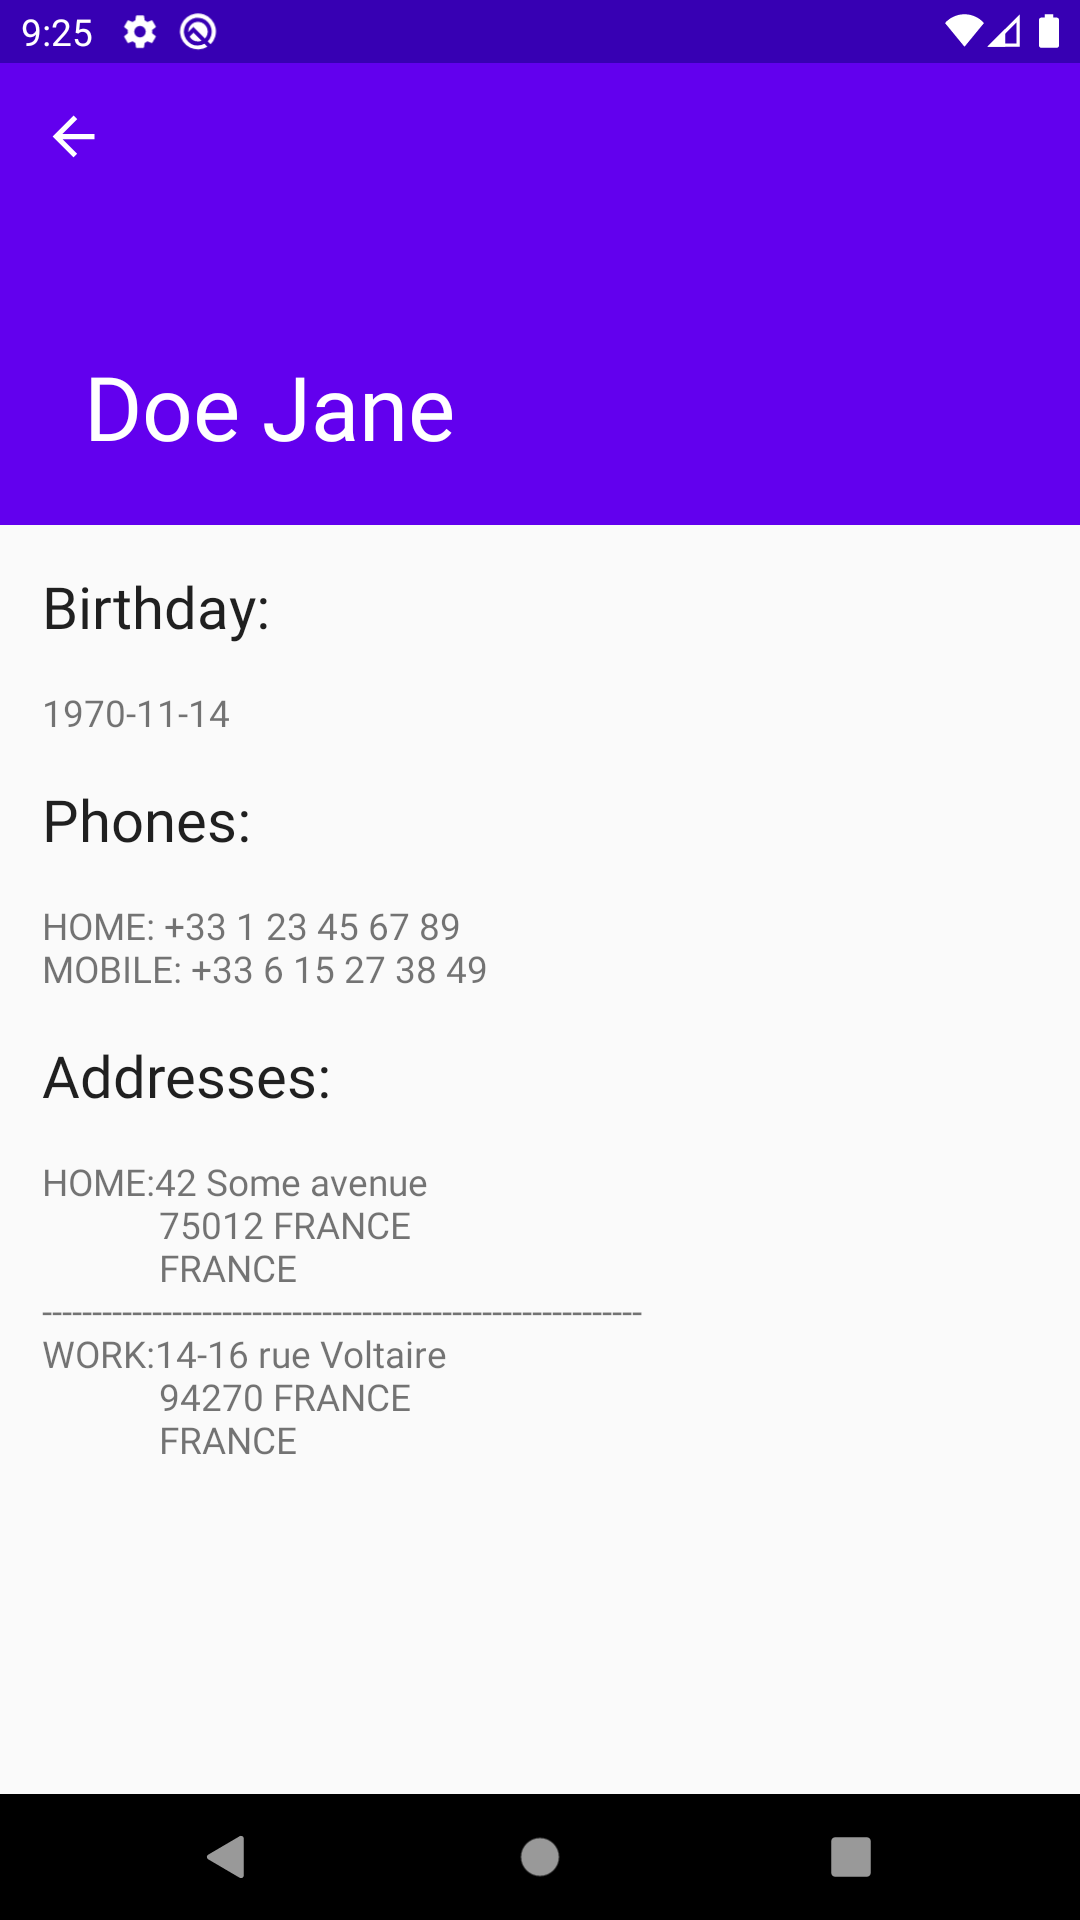 9:25
Doe Jane
Birthday:
1970-11-14
Phones:
HOME: +33 1 23 45 67 89
MOBILE: +33 6 15 27 38 49
Addresses:
HOME:42 Some avenue
75012 FRANCE
FRANCE
------------------------------------------------------------
WORK:14-16 rue Voltaire
94270 FRANCE
FRANCE